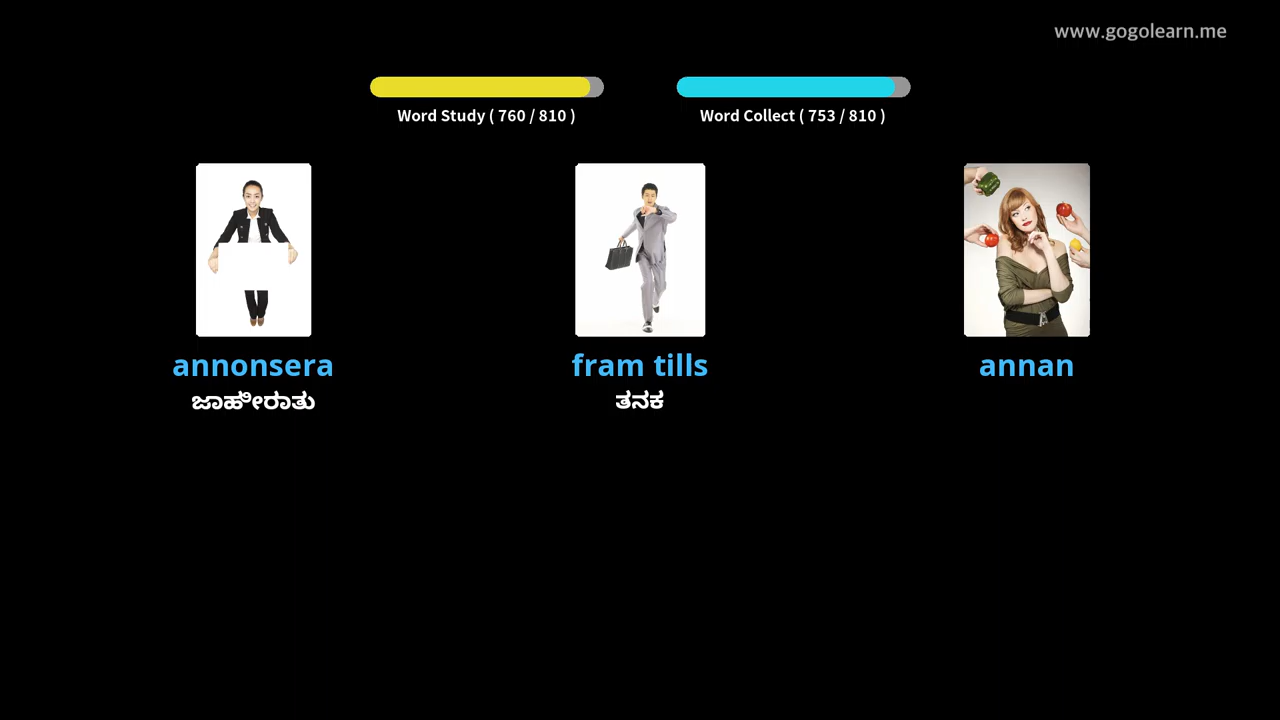 www.gogolearn.me
Word Study ( 760 / 810 )
Word Collect ( 753 / 810 )
annonsera
fram tills
annan
ಜಾಹೀರಾತು
ತನಕ